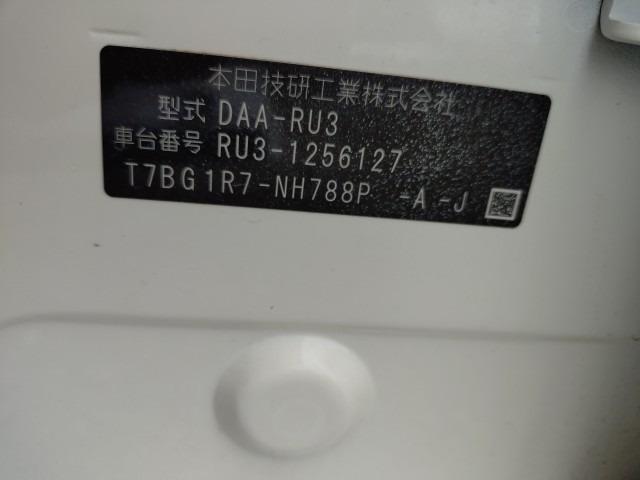 本田技研工業株式会社
型式 DAA-RU3
車台番号 RU3-1256127
T7BG1R7-NH788P -A -J